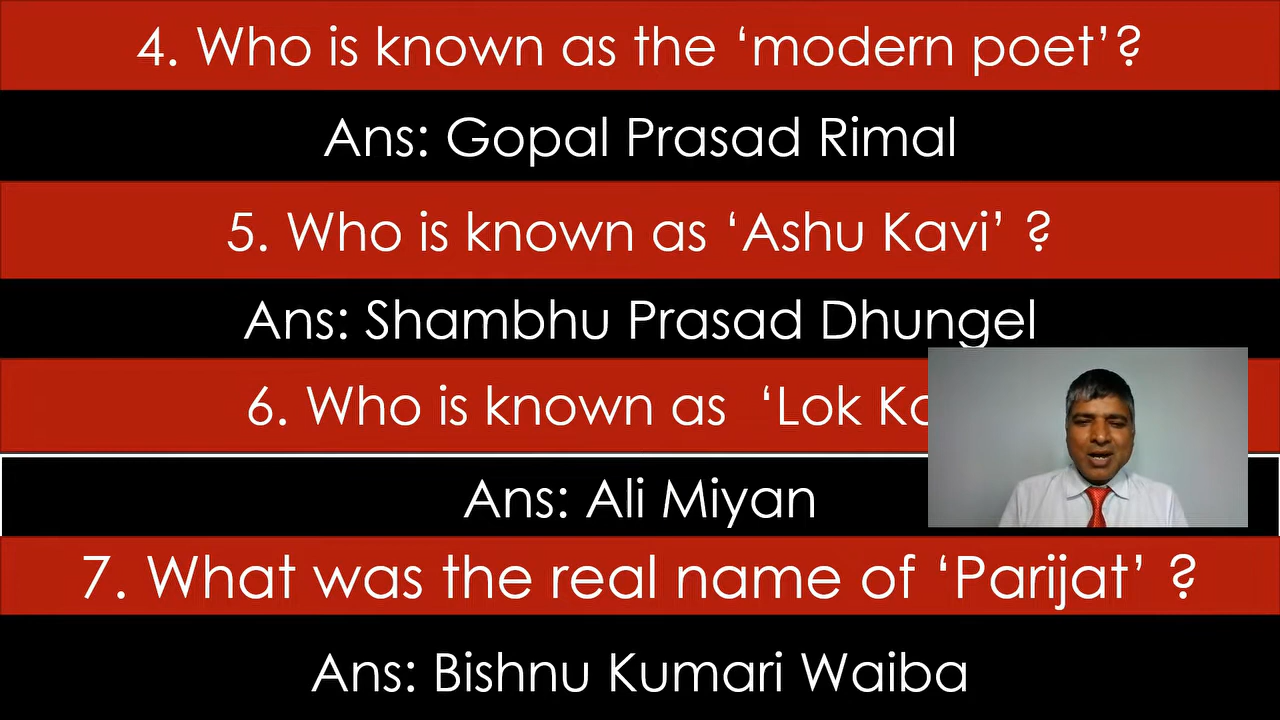 4. Who is known as the ‘modern poet’?
Ans: Gopal Prasad Rimal
5. Who is known as ‘Ashu Kavi’ ?
Ans: Shambhu Prasad Dhungel
6. Who is known as ‘Lok
Ans: Ali Miyan
7. What was the real name of ‘Parijat’ ?
Ans: Bishnu Kumari Waiba